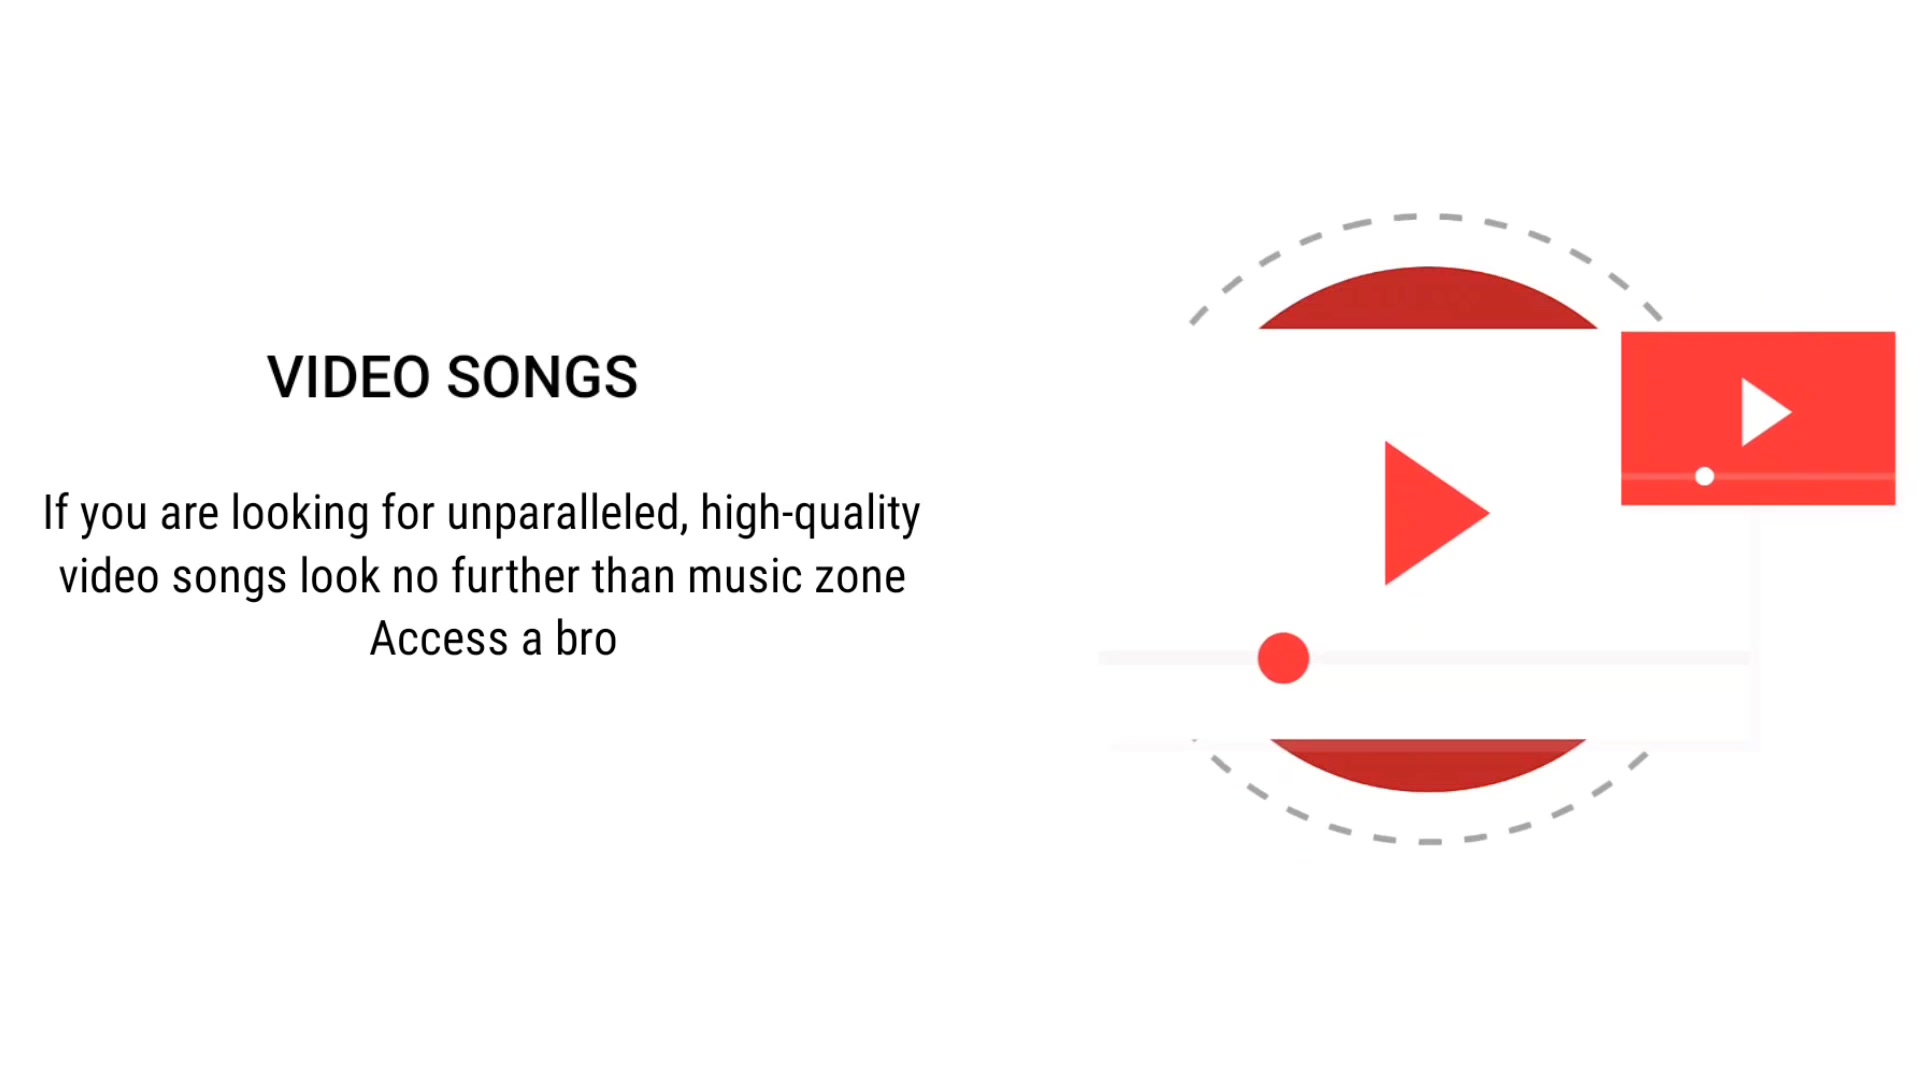 VIDEO SONGS
If you are looking for unparalleled, high-quality
video songs look no further than music zone
Access a bro